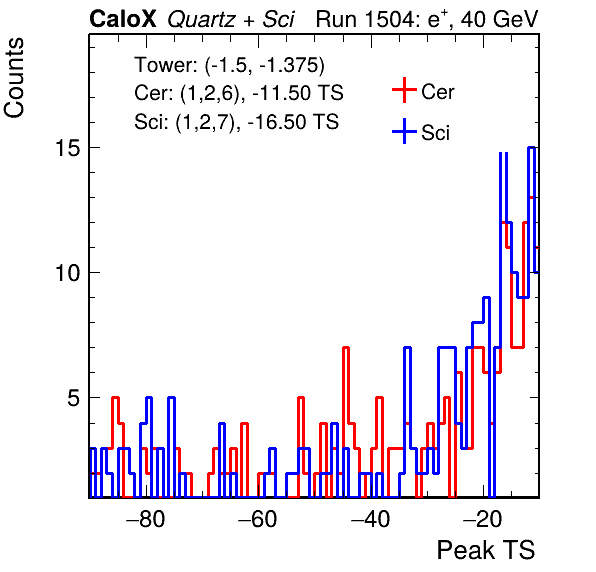 CaloX Quartz + Sci Run 1504: e⁺, 40 GeV
Counts
Tower: (-1.5, -1.375)
Cer: (1,2,6), -11.50 TS
Sci: (1,2,7), -16.50 TS
Cer
Sci
15
10
5
−80 −60 −40 −20
Peak TS